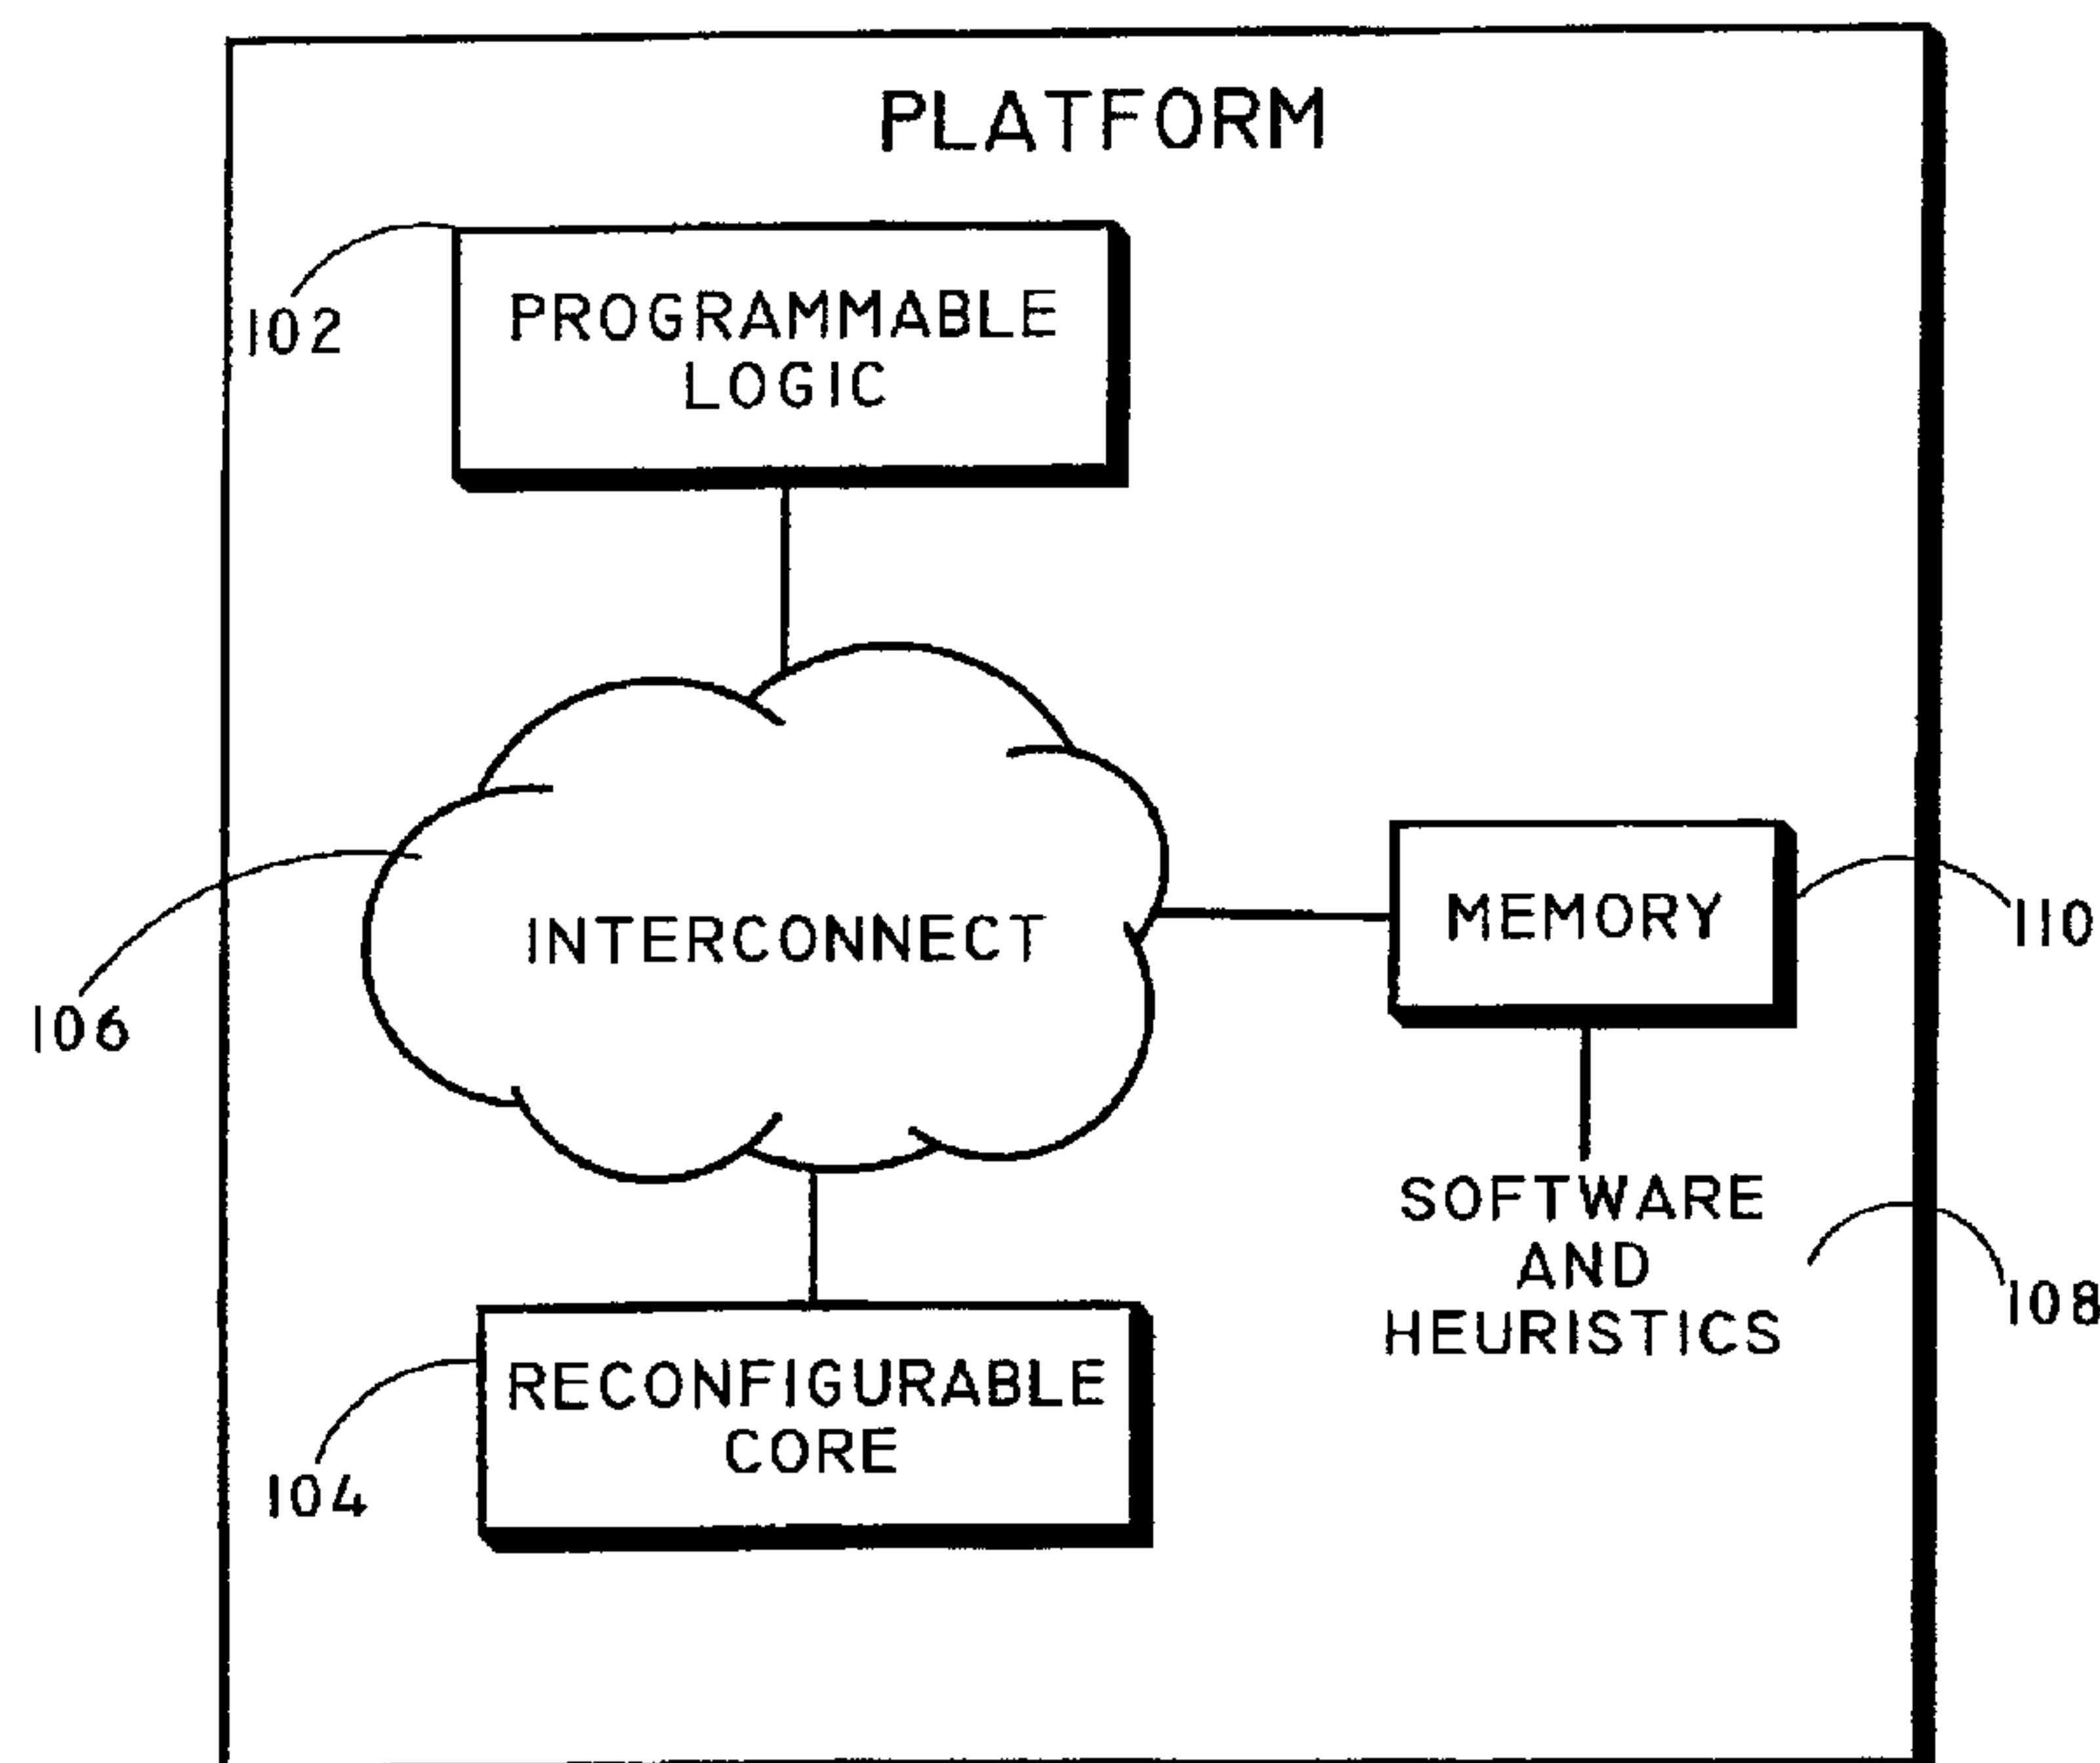 PLATFORM
PROGRAMMABLE
LOGIC
102
INTERCONNECT
MEMORY
110
106
SOFTWARE
AND
HEURISTICS
108
RECONFIGURABLE
CORE
104